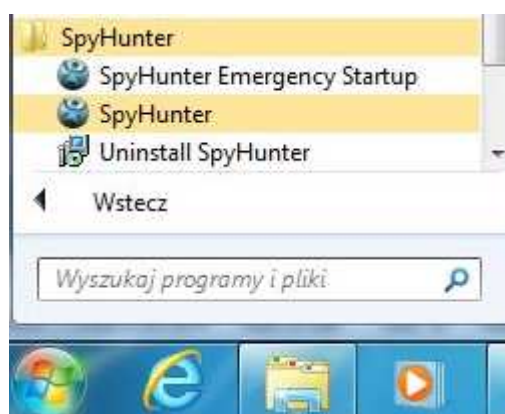 SpyHunter
SpyHunter Emergency Startup
SpyHunter
Uninstall SpyHunter
Wstecz
Wyszukaj programy i pliki